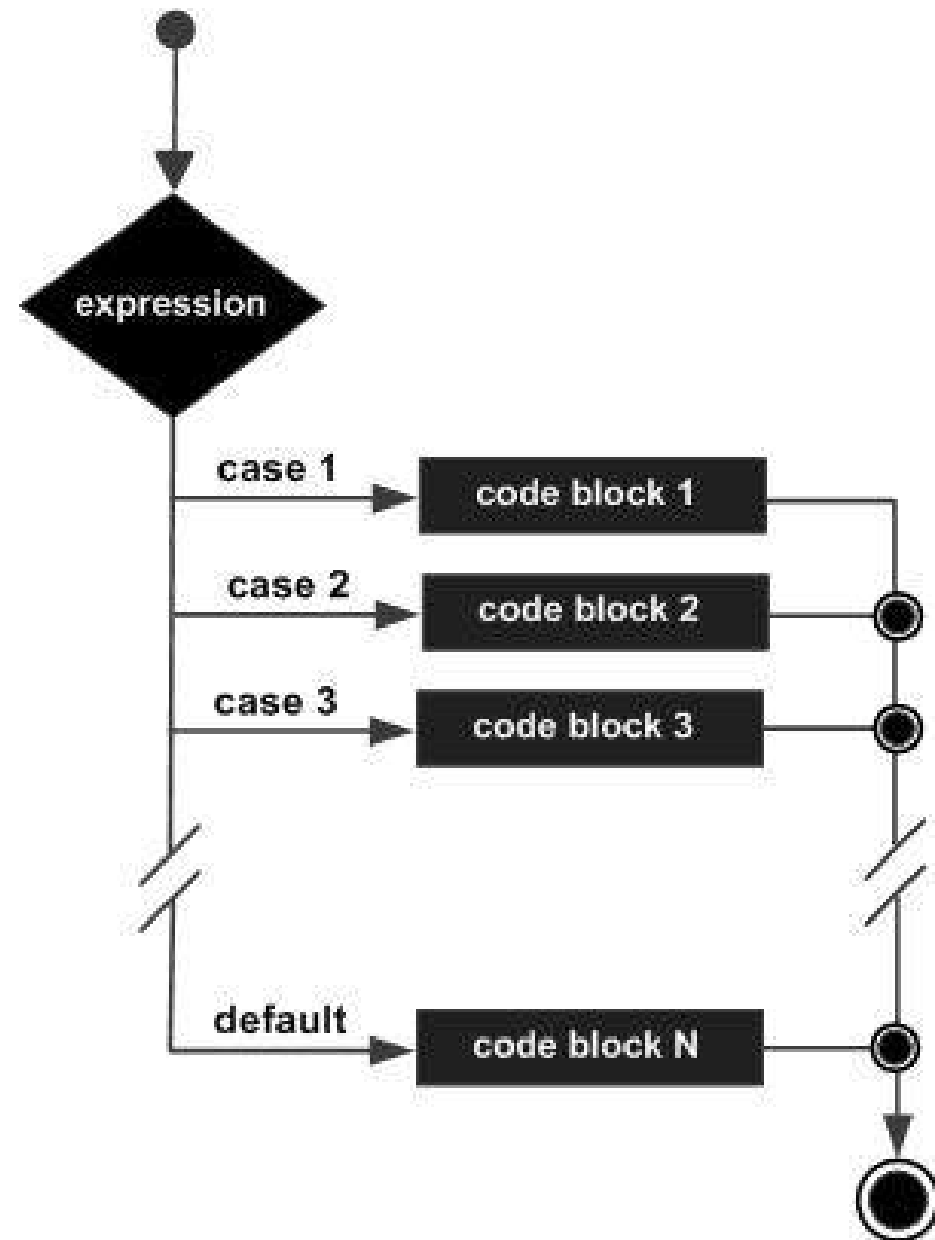 expression
case 1
code block 1
case 2
code block 2
case 3
code block 3
default
code block N